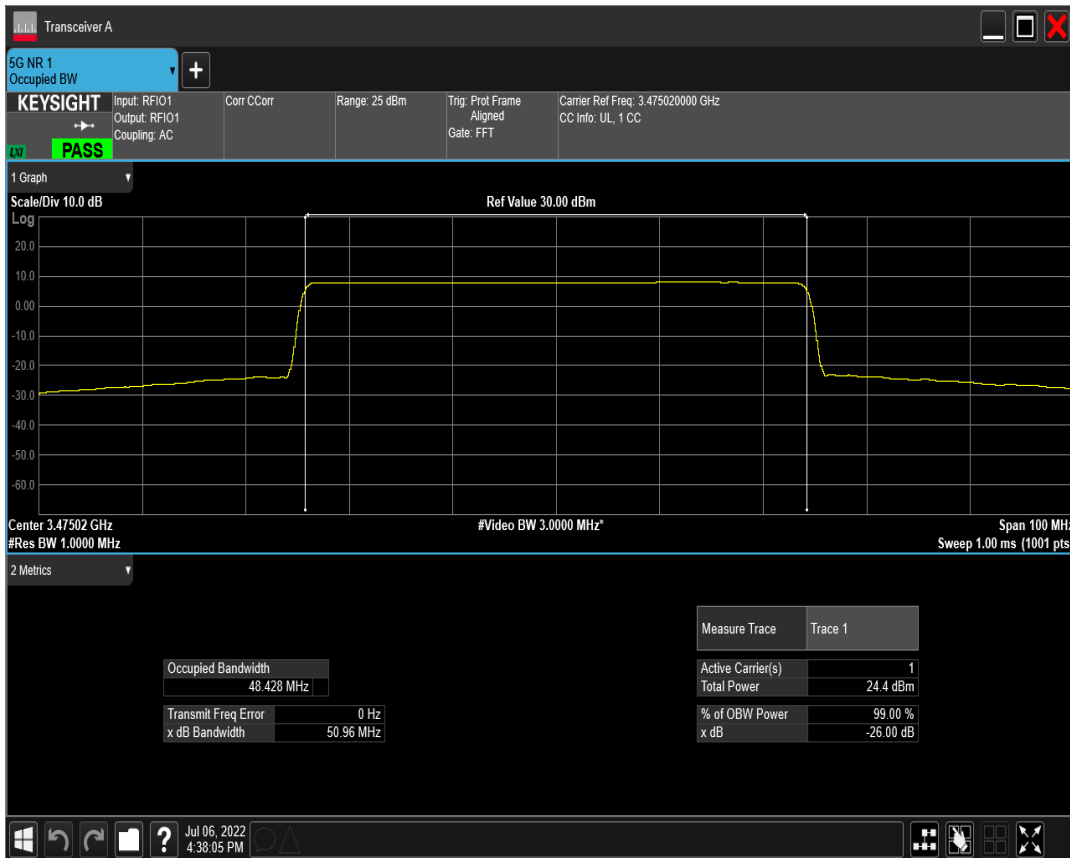 Transceiver A
5G NR 1
Occupied BW
KEYSIGHT
LXI
PASS
Input: RFIO1
Output: RFIO1
Coupling: AC
Corr CCorr
Range: 25 dBm
Trig: Prot Frame
Aligned
Gate: FFT
Carrier Ref Freq: 3.475020000 GHz
CC Info: UL, 1 CC
1 Graph
Scale/Div 10.0 dB
Ref Value 30.00 dBm
Log
20.0
10.0
0.00
-10.0
-20.0
-30.0
-40.0
-50.0
-60.0
Center 3.47502 GHz
#Video BW 3.0000 MHz*
Span 100 MHz
#Res BW 1.0000 MHz
Sweep 1.00 ms (1001 pts
2 Metrics
Measure Trace Trace 1
Occupied Bandwidth
48.428 MHz
Active Carrier(s) 1
Total Power 24.4 dBm
Transmit Freq Error 0 Hz
x dB Bandwidth 50.96 MHz
% of OBW Power 99.00 %
x dB -26.00 dB
Jul 06, 2022
4:38:05 PM